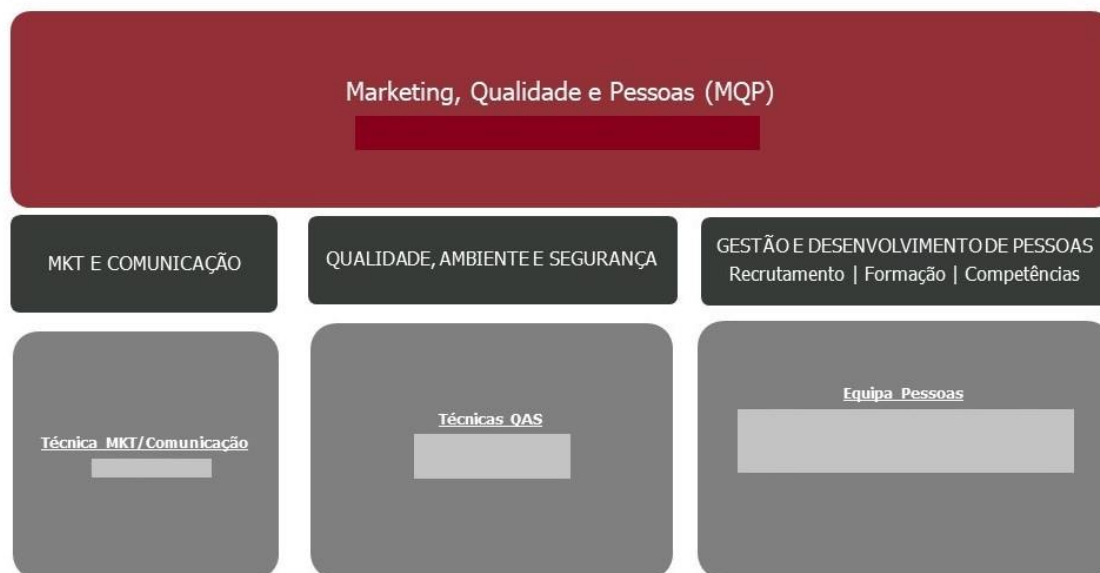 Marketing, Qualidade e Pessoas (MQP)
MKT E COMUNICAÇÃO
QUALIDADE, AMBIENTE E SEGURANÇA
GESTÃO E DESENVOLVIMENTO DE PESSOAS
Recrutamento | Formação | Competências
Técnica MKT/Comunicação
Técnicas QAS
Equipa Pessoas